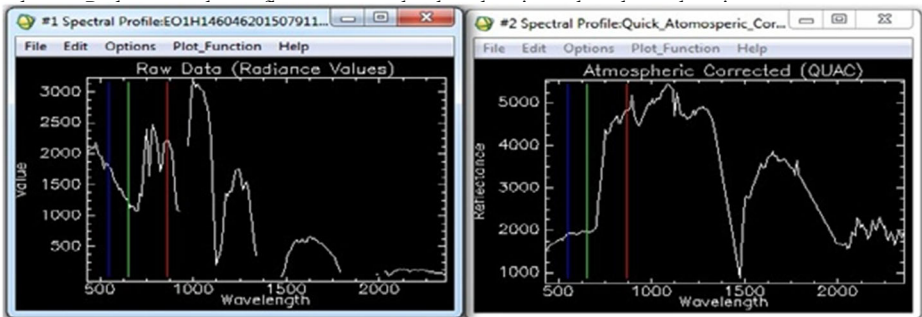 #1 Spectral Profile:EO1H146046201507911...
File Edit Options Plot_Function Help
Raw Data (Radiance Values)
3000
2500
2000
1500
1000
500
Value
500 1000 1500 2000
Wavelength
#2 Spectral Profile:Quick_Atomosperic_Cor...
File Edit Options Plot_Function Help
Atmospheric Corrected (QUAC)
5000
4000
3000
2000
1000
Reflectance
500 1000 1500 2000
Wavelength